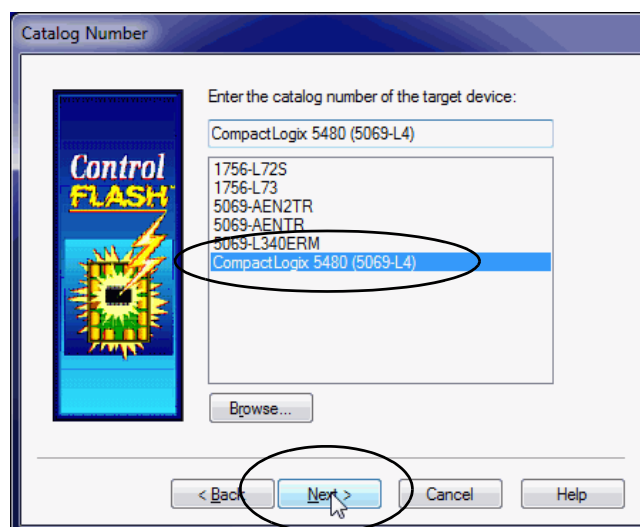 Catalog Number
Enter the catalog number of the target device:
CompactLogix 5480 (5069-L4)
Control
FLASH
1756-L72S
1756-L73
5069-AEN2TR
5069-AENTR
5069-L340ERM
CompactLogix 5480 (5069-L4)
Browse...
< Back
Next >
Cancel
Help